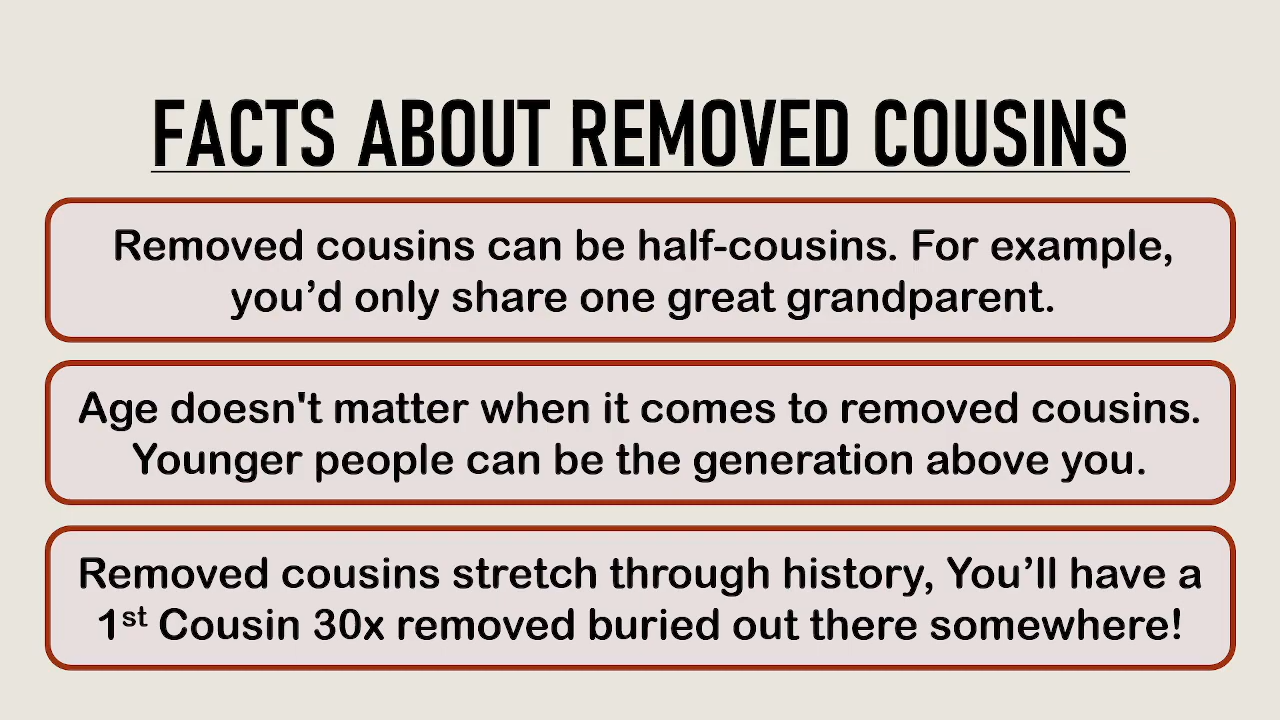 FACTS ABOUT REMOVED COUSINS
Removed cousins can be half-cousins. For example,
you’d only share one great grandparent.
Age doesn't matter when it comes to removed cousins.
Younger people can be the generation above you.
Removed cousins stretch through history, You’ll have a
1st Cousin 30x removed buried out there somewhere!